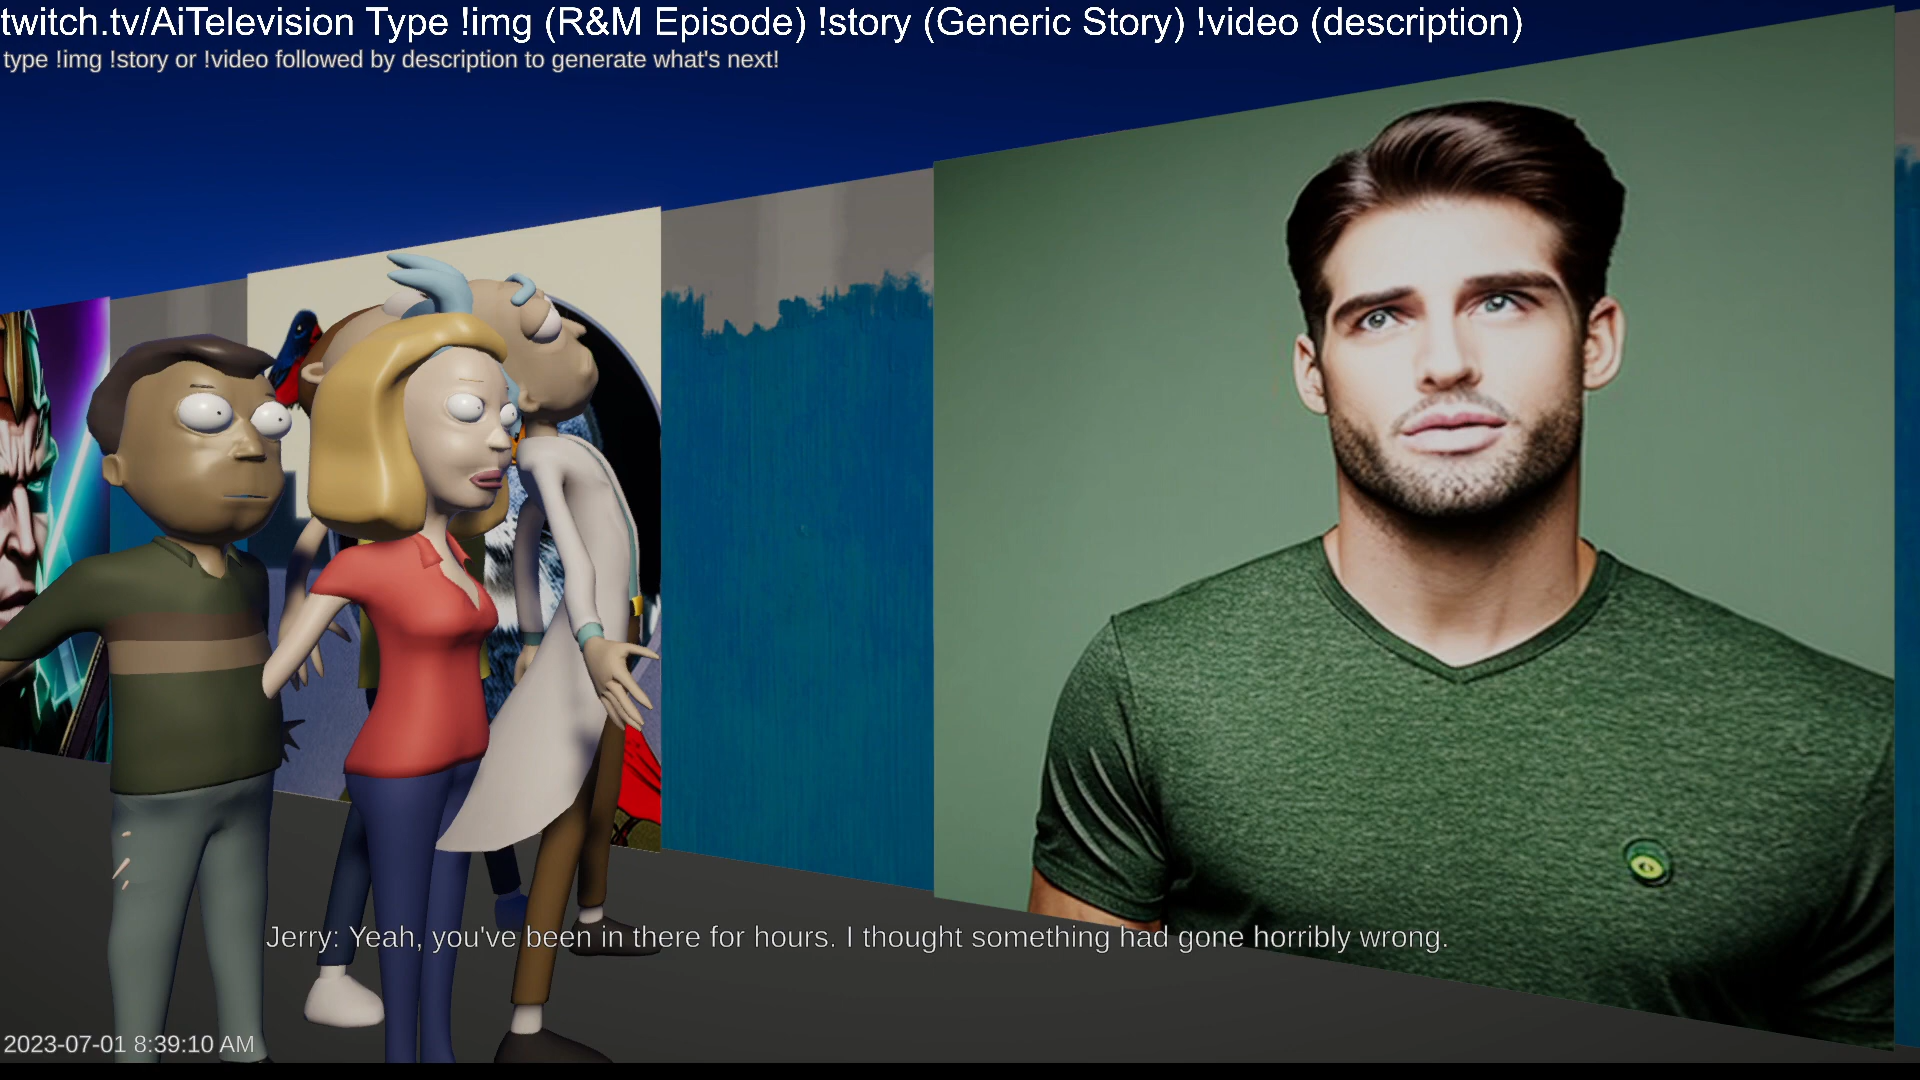 twitch.tv/AiTelevision Type !img (R&M Episode) !story (Generic Story) !video (description)
type !img !story or !video followed by description to generate what's next!
Jerry: Yeah, you've been in there for hours. I thought something had gone horribly wrong.
2023-07-01 8:39:10 AM